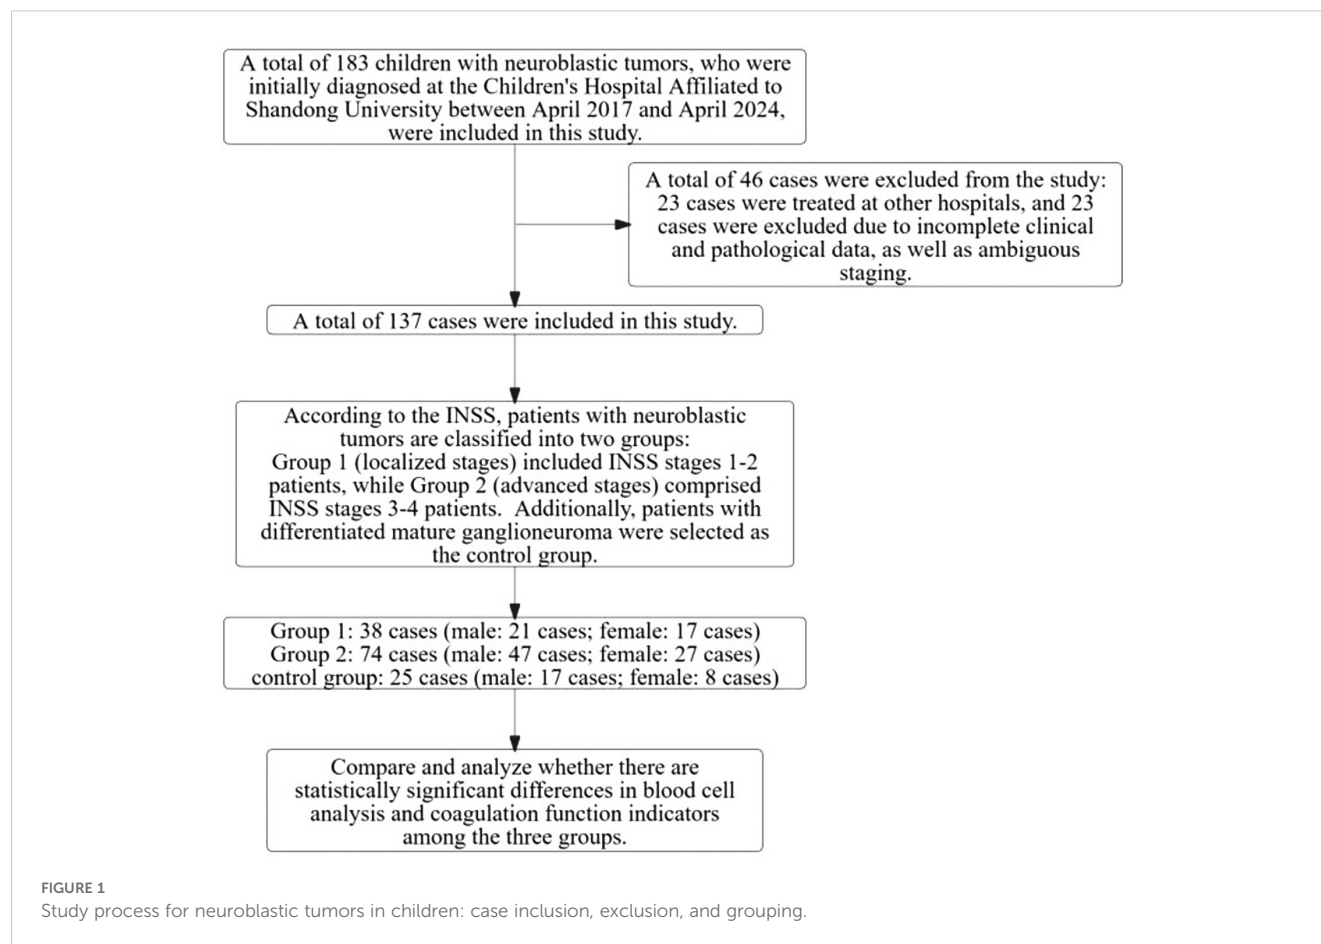 A total of 183 children with neuroblastic tumors, who were
initially diagnosed at the Children's Hospital Affiliated to
Shandong University between April 2017 and April 2024,
were included in this study.
A total of 46 cases were excluded from the study:
23 cases were treated at other hospitals, and 23
cases were excluded due to incomplete clinical
and pathological data, as well as ambiguous
staging.
A total of 137 cases were included in this study.
According to the INSS, patients with neuroblastic
tumors are classified into two groups:
Group 1 (localized stages) included INSS stages 1-2
patients, while Group 2 (advanced stages) comprised
INSS stages 3-4 patients.  Additionally, patients with
differentiated mature ganglioneuroma were selected as
the control group.
Group 1: 38 cases (male: 21 cases; female: 17 cases)
Group 2: 74 cases (male: 47 cases; female: 27 cases)
control group: 25 cases (male: 17 cases; female: 8 cases)
Compare and analyze whether there are
statistically significant differences in blood cell
analysis and coagulation function indicators
among the three groups.
FIGURE 1
Study process for neuroblastic tumors in children: case inclusion, exclusion, and grouping.